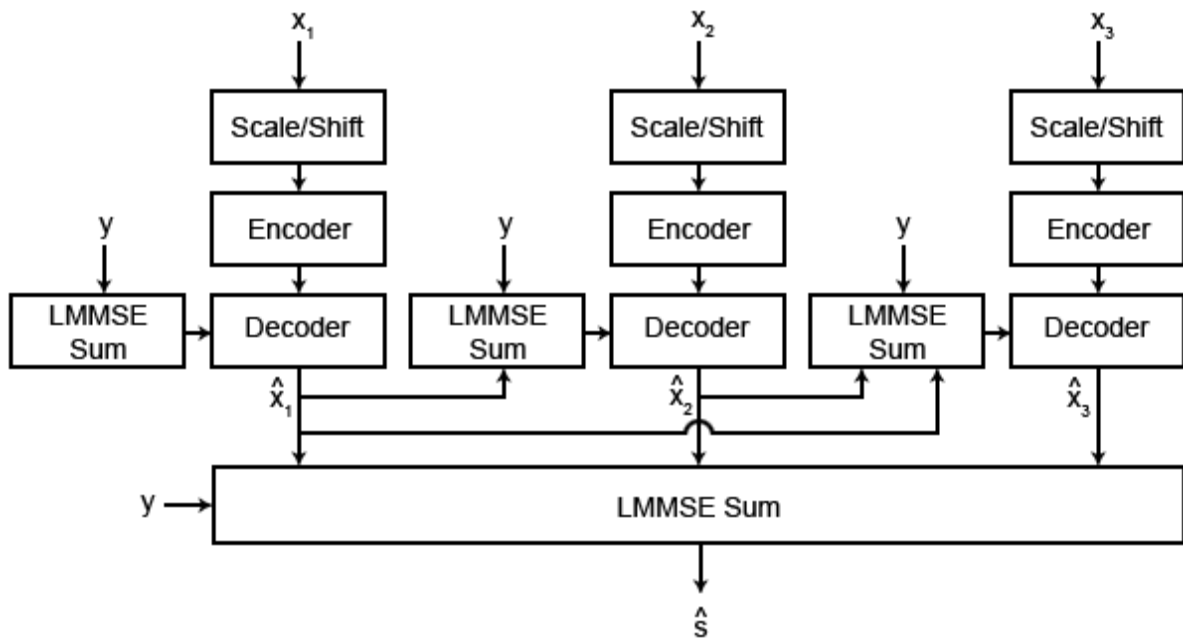 x₁ x₂ x₃
Scale/Shift Scale/Shift Scale/Shift
y Encoder y Encoder y Encoder
LMMSE Sum Decoder LMMSE Sum Decoder LMMSE Sum Decoder
x̂₁ x̂₂ x̂₃
y LMMSE Sum
ŝ